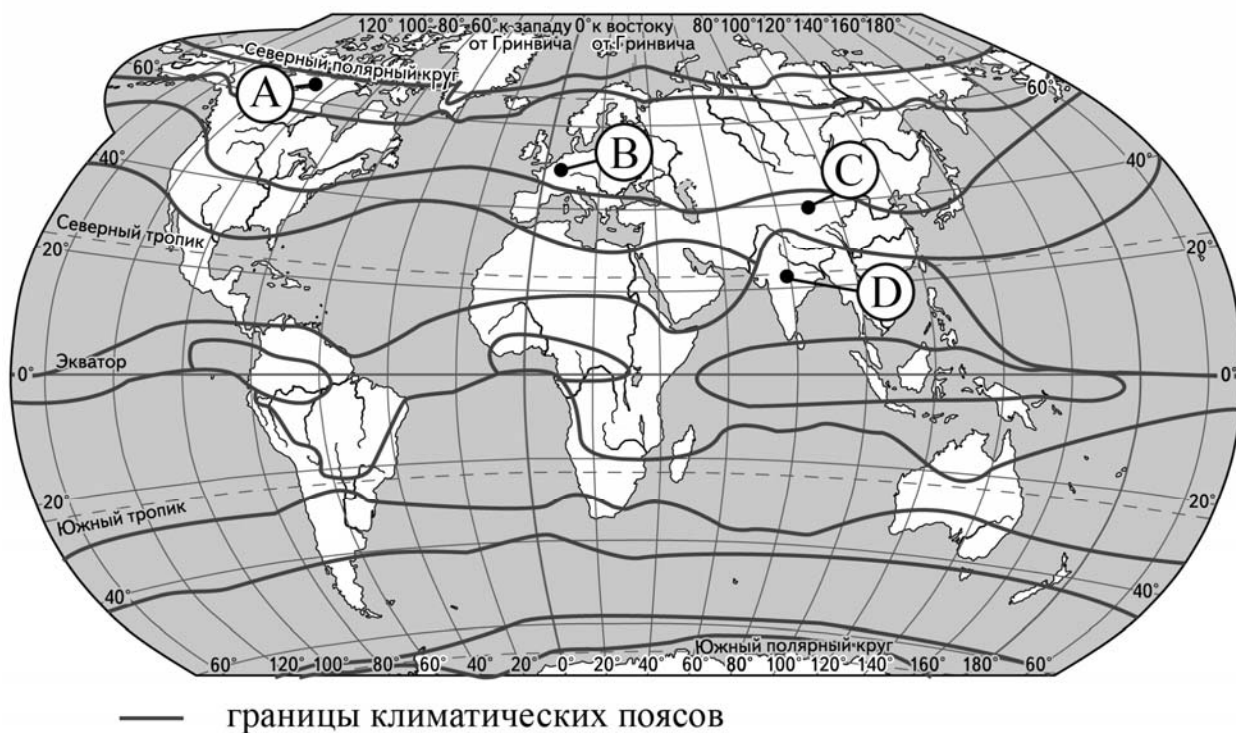 120° 100° 80° 60° к западу 0° к востоку 80° 100° 120° 140° 160° 180°
от Гринвича от Гринвича
Северный полярный круг
60°
60°
A
B
C
40°
40°
Северный тропик
20°
20°
D
Экватор
0°
0°
20°
20°
Южный тропик
40°
40°
Южный полярный круг
60° 120° 100° 80° 60° 40° 20° 0° 20° 40° 60° 80° 100° 120° 140° 60°
границы климатических поясов